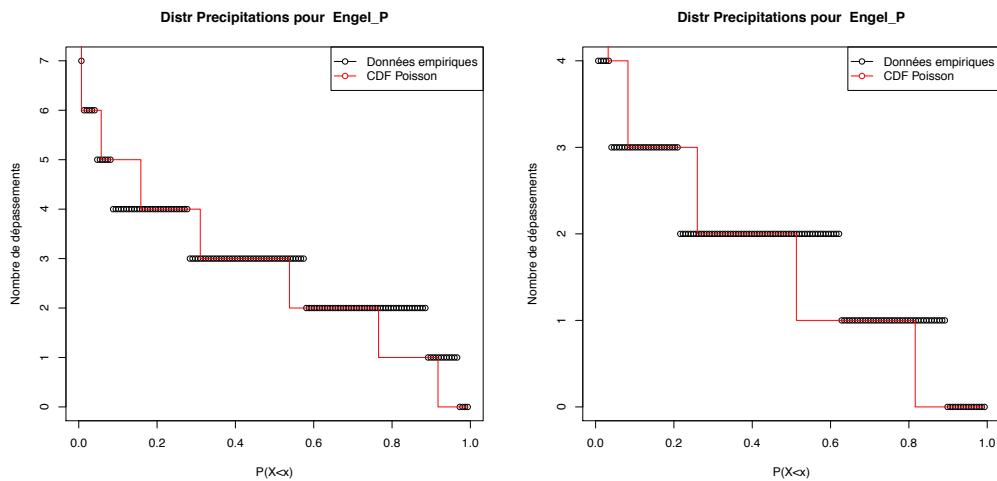 Distr Precipitations pour Engel_P
Données empiriques
CDF Poisson
Nombre de dépassements
7
6
5
4
3
2
1
0
0.0 0.2 0.4 0.6 0.8 1.0
P(X<x)
Distr Precipitations pour Engel_P
Données empiriques
CDF Poisson
Nombre de dépassements
4
3
2
1
0
0.0 0.2 0.4 0.6 0.8 1.0
P(X<x)